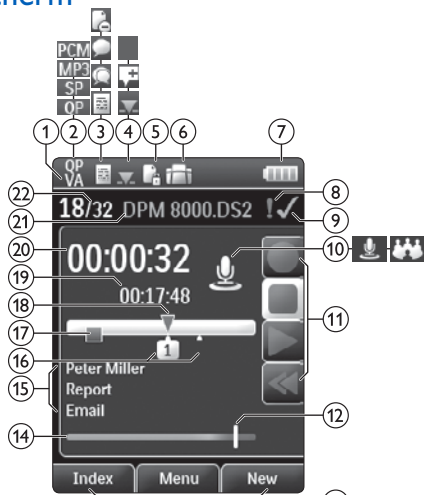 PCM
MP3
SP
QP
1 2 3 4 5 6 7
QP
VA
22 8
18/32 DPM 8000.DS2
21 9
20 00:00:32 10
19
00:17:48
18 11
17
1
16
Peter Miller
15 Report
Email
12
14
Index Menu New